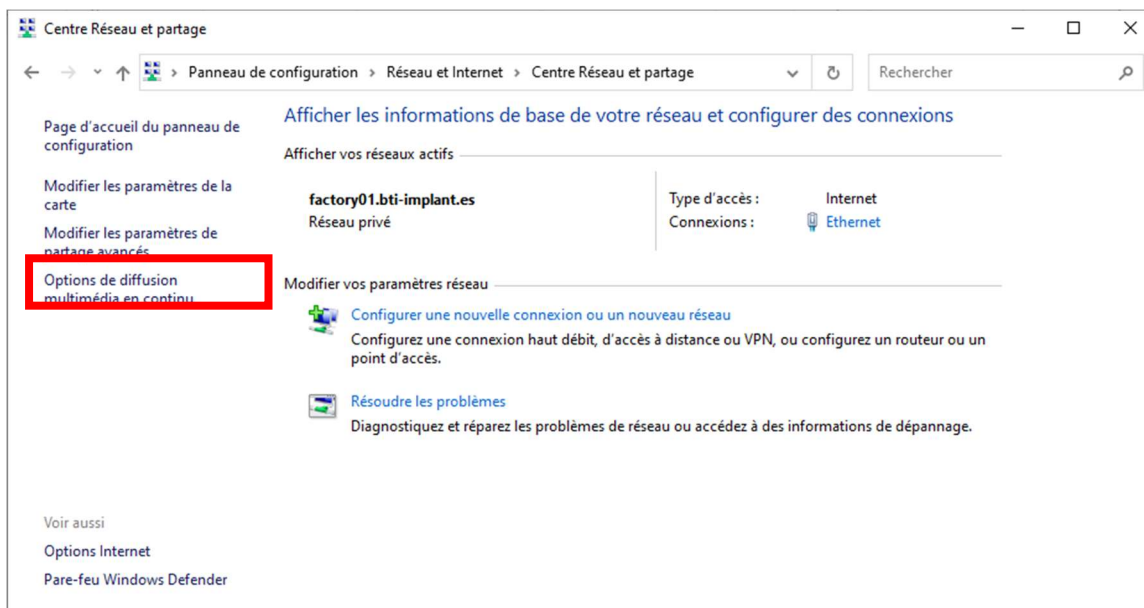 Centre Réseau et partage
Panneau de configuration > Réseau et Internet > Centre Réseau et partage
Rechercher
Page d'accueil du panneau de
configuration
Modifier les paramètres de la
carte
Modifier les paramètres de
partage avancés
Options de diffusion
multimédia en continu
Afficher les informations de base de votre réseau et configurer des connexions
Afficher vos réseaux actifs
factory01.bti-implant.es
Réseau privé
Type d'accès :
Internet
Connexions :
Ethernet
Modifier vos paramètres réseau
Configurer une nouvelle connexion ou un nouveau réseau
Configurez une connexion haut débit, d'accès à distance ou VPN, ou configurez un routeur ou un
point d'accès.
Résoudre les problèmes
Diagnostiquez et réparez les problèmes de réseau ou accédez à des informations de dépannage.
Voir aussi
Options Internet
Pare-feu Windows Defender